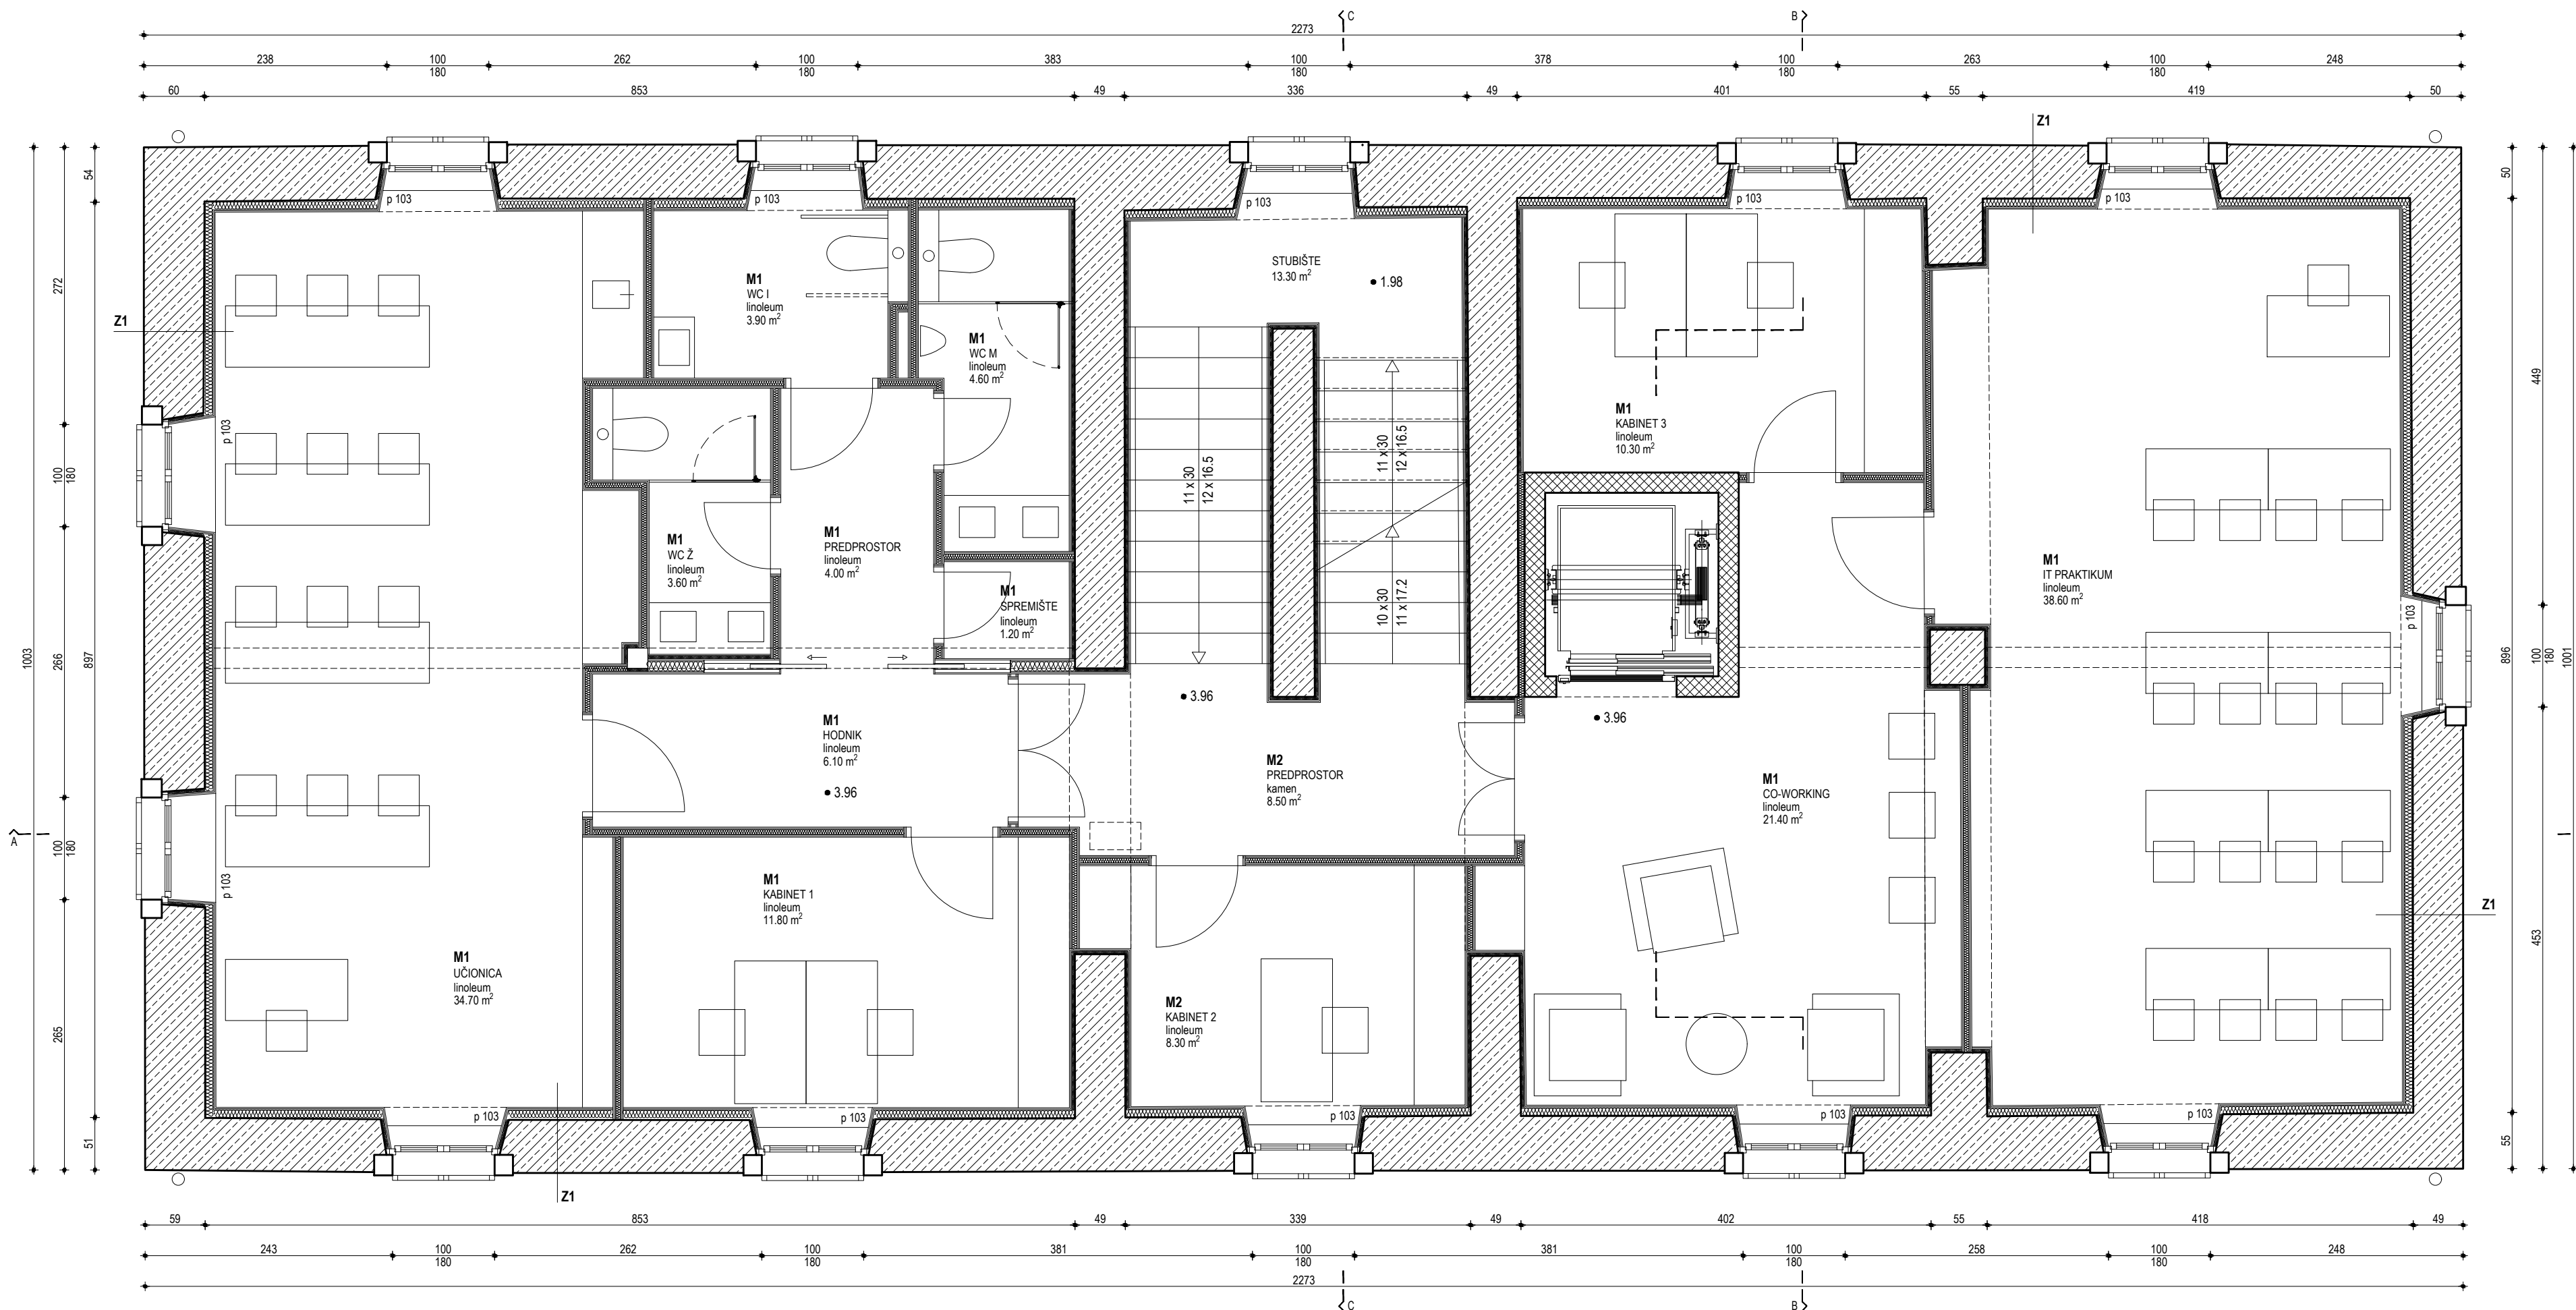 C
B
2273
238 100 262 100 383 100 378 100 263 100 248
180 180 180 180 180
60 853 49 336 49 401 55 419 50
Z1
p 103
p 103
p 103
p 103
p 103
54
272
100
180
266
100
180
265
51
897
1003
STUBIŠTE
13.30 m²
1.98
M1
WC I
linoleum
3.90 m²
M1
WC M
linoleum
4.60 m²
Z1
p 103
M1
KABINET 3
linoleum
10.30 m²
11 x 30
12 x 16.5
11 x 30
12 x 16.5
10 x 30
11 x 17.2
M1
WC Ž
linoleum
3.60 m²
M1
PREDPROSTOR
linoleum
4.00 m²
M1
SPREMIŠTE
linoleum
1.20 m²
M1
IT PRAKTIKUM
linoleum
38.60 m²
p 103
50
449
100
180
453
55
896
1001
3.96
3.96
M1
HODNIK
linoleum
6.10 m²
3.96
M2
PREDPROSTOR
kamen
8.50 m²
M1
CO-WORKING
linoleum
21.40 m²
A
p 103
M1
KABINET 1
linoleum
11.80 m²
Z1
M1
UČIONICA
linoleum
34.70 m²
M2
KABINET 2
linoleum
8.30 m²
p 103
p 103
p 103
p 103
p 103
Z1
59 853 49 339 49 402 55 418 49
243 100 262 100 381 100 381 100 258 100 248
180 180 180 180 180
2273
C
B